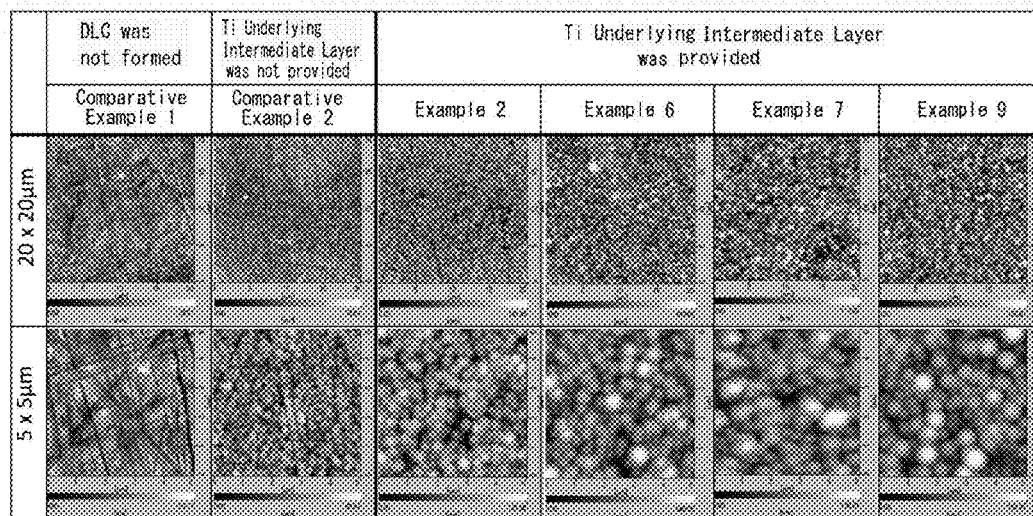 DLC was
not formed
Ti Underlying
Intermediate Layer
was not provided
Ti Underlying Intermediate Layer
was provided
Comparative
Example 1
Comparative
Example 2
Example 2
Example 6
Example 7
Example 9
20 x 20μm
5 x 5μm